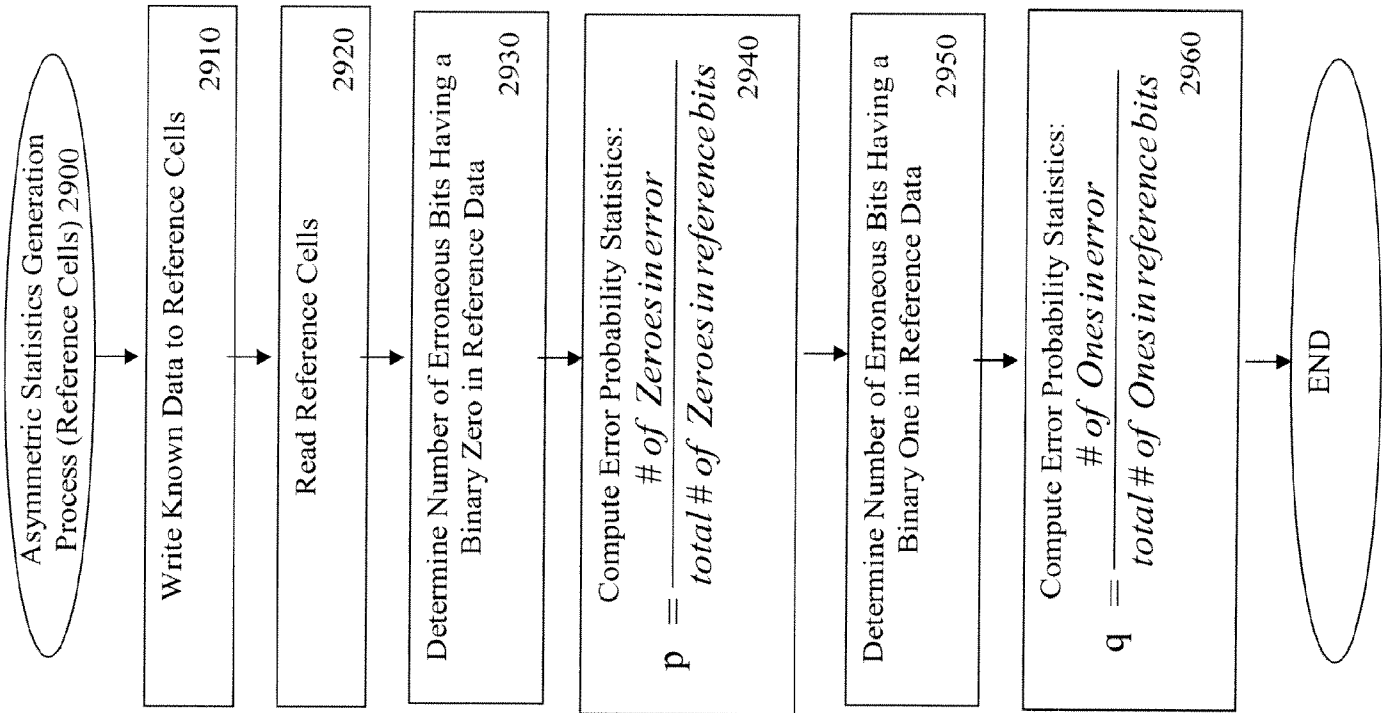 Asymmetric Statistics Generation
Process (Reference Cells) 2900
Write Known Data to Reference Cells
2910
Read Reference Cells
2920
Determine Number of Erroneous Bits Having a
Binary Zero in Reference Data
2930
Compute Error Probability Statistics:
p = # of Zeroes in error
total # of Zeroes in reference bits
2940
Determine Number of Erroneous Bits Having a
Binary One in Reference Data
2950
Compute Error Probability Statistics:
q = # of Ones in error
total # of Ones in reference bits
2960
END